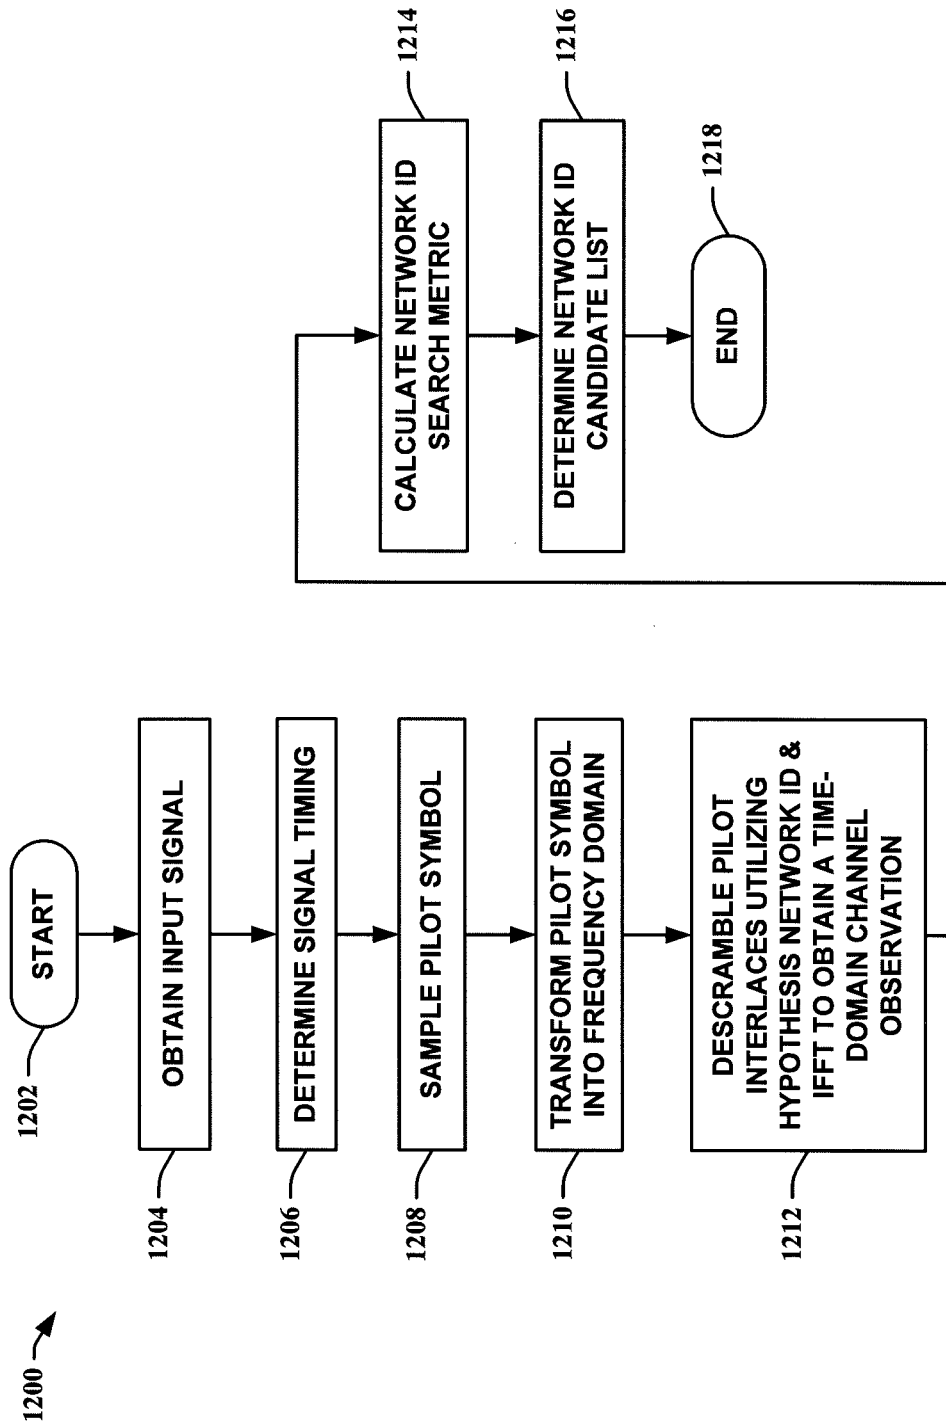 1200
START
1202
OBTAIN INPUT SIGNAL
1204
DETERMINE SIGNAL TIMING
1206
SAMPLE PILOT SYMBOL
1208
TRANSFORM PILOT SYMBOL
INTO FREQUENCY DOMAIN
1210
DESCRAMBLE PILOT
INTERLACES UTILIZING
HYPOTHESIS NETWORK ID &
IFFT TO OBTAIN A TIME-
DOMAIN CHANNEL
OBSERVATION
1212
CALCULATE NETWORK ID
SEARCH METRIC
1214
DETERMINE NETWORK ID
CANDIDATE LIST
1216
END
1218